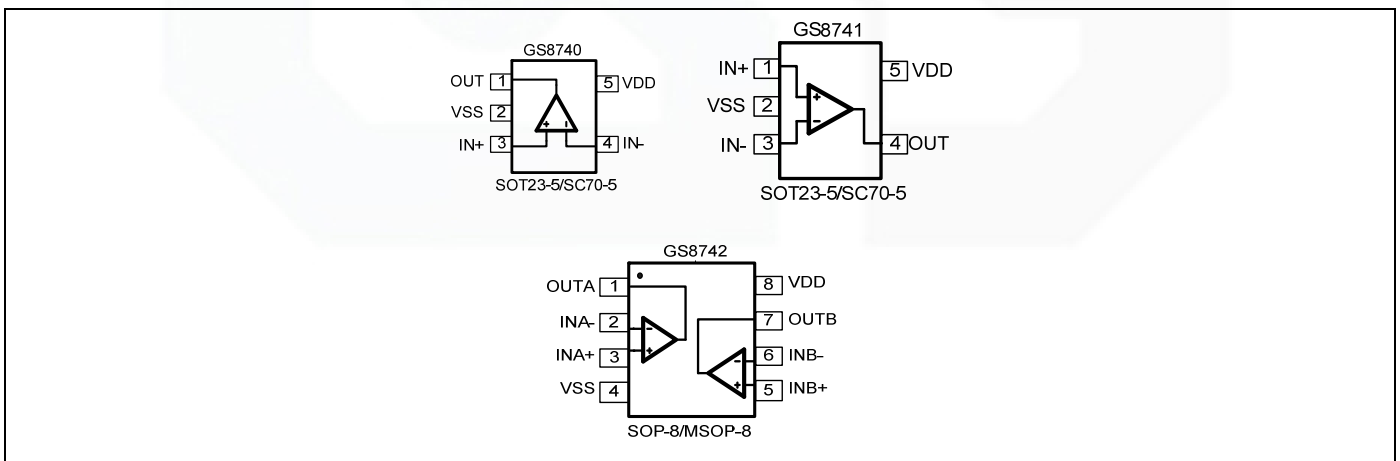 GS8740
OUT 1
5 VDD
VSS 2
IN+ 3
4 IN-
+ -
SOT23-5/SC70-5
GS8741
IN+ 1
5 VDD
VSS 2
IN- 3
4 OUT
+
-
SOT23-5/SC70-5
GS8742
OUTA 1
8 VDD
INA- 2
7 OUTB
INA+ 3
6 INB-
VSS 4
5 INB+
-
+
-
+
SOP-8/MSOP-8